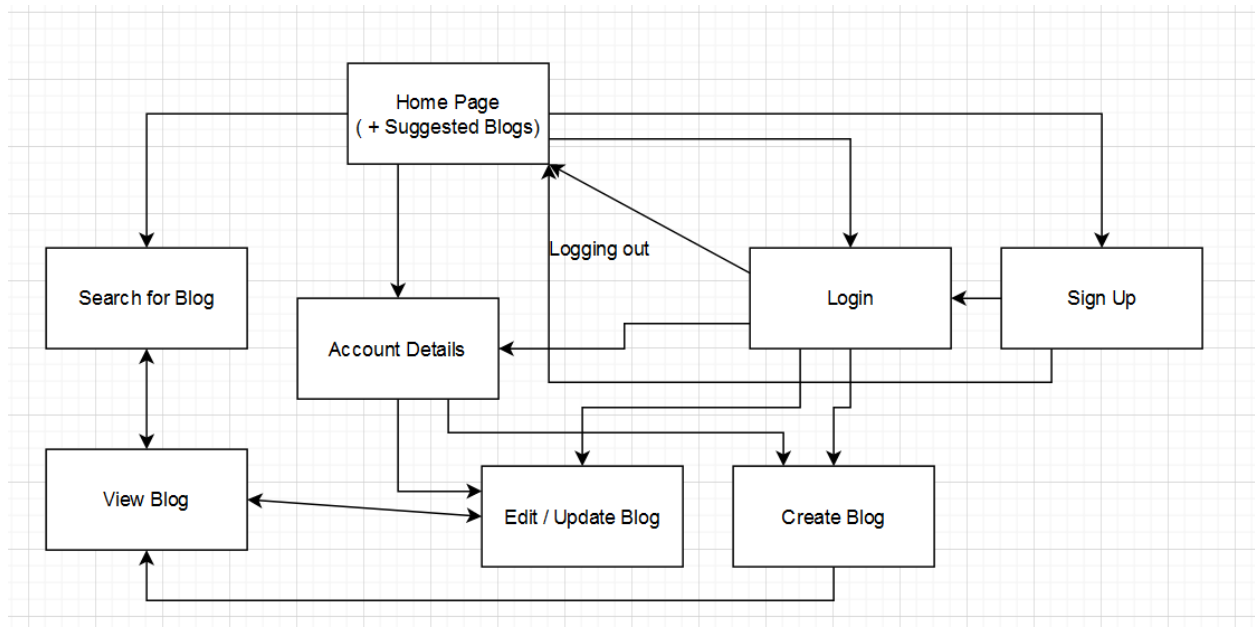 Home Page
( + Suggested Blogs)
Logging out
Search for Blog
Login
Sign Up
Account Details
View Blog
Edit / Update Blog
Create Blog